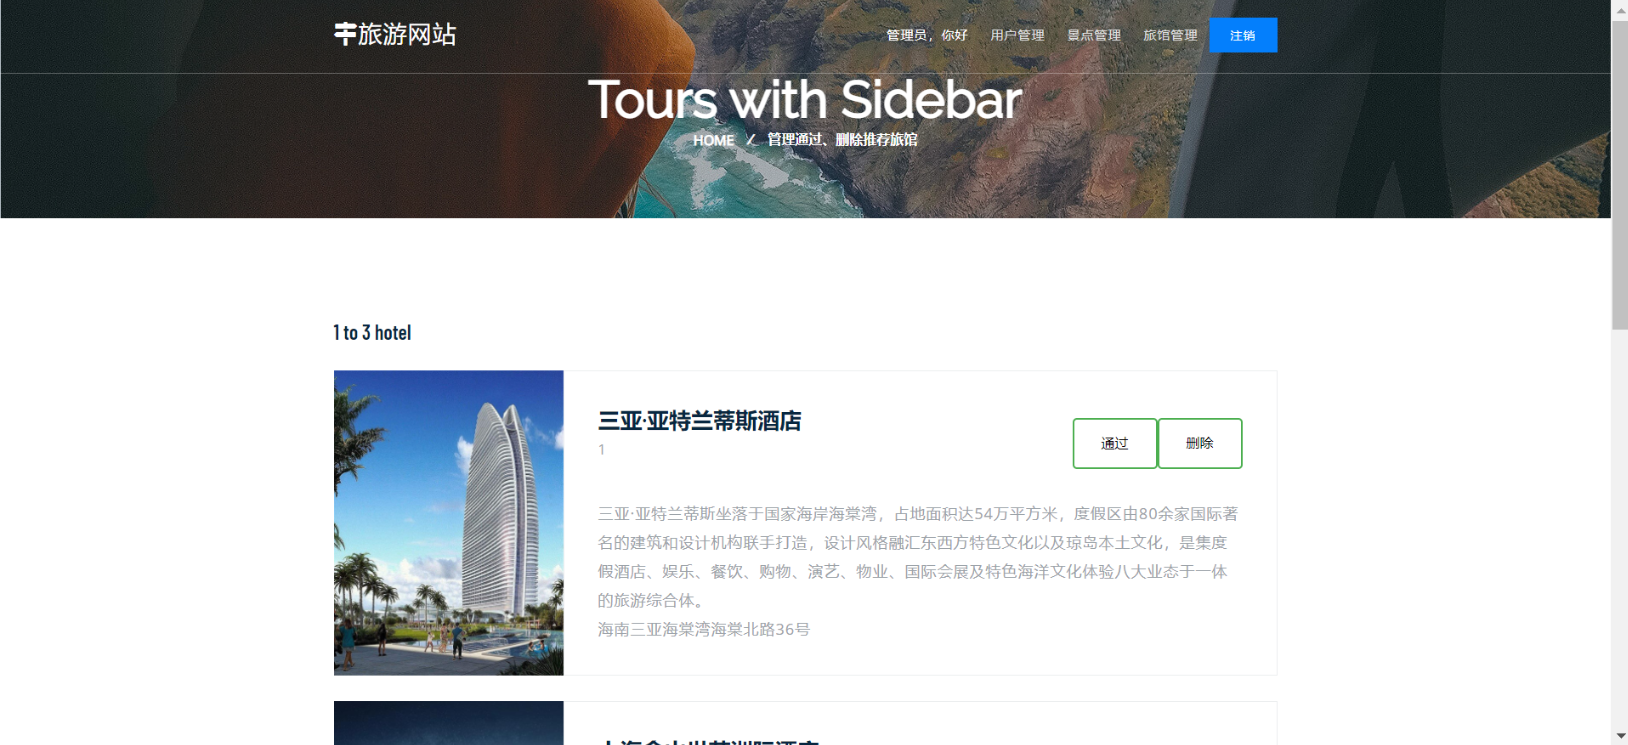 旅游网站
管理员，你好 用户管理 景点管理 旅馆管理 注销
Tours with Sidebar
HOME / 管理通过、删除推荐旅馆
1 to 3 hotel
三亚·亚特兰蒂斯酒店
1
通过 删除
三亚·亚特兰蒂斯坐落于国家海岸海棠湾，占地面积达54万平方米，度假区由80余家国际著
名的建筑和设计机构联手打造，设计风格融汇东西方特色文化以及琼岛本土文化，是集度
假酒店、娱乐、餐饮、购物、演艺、物业、国际会展及特色海洋文化体验八大业态于一体
的旅游综合体。
海南三亚海棠湾海棠北路36号